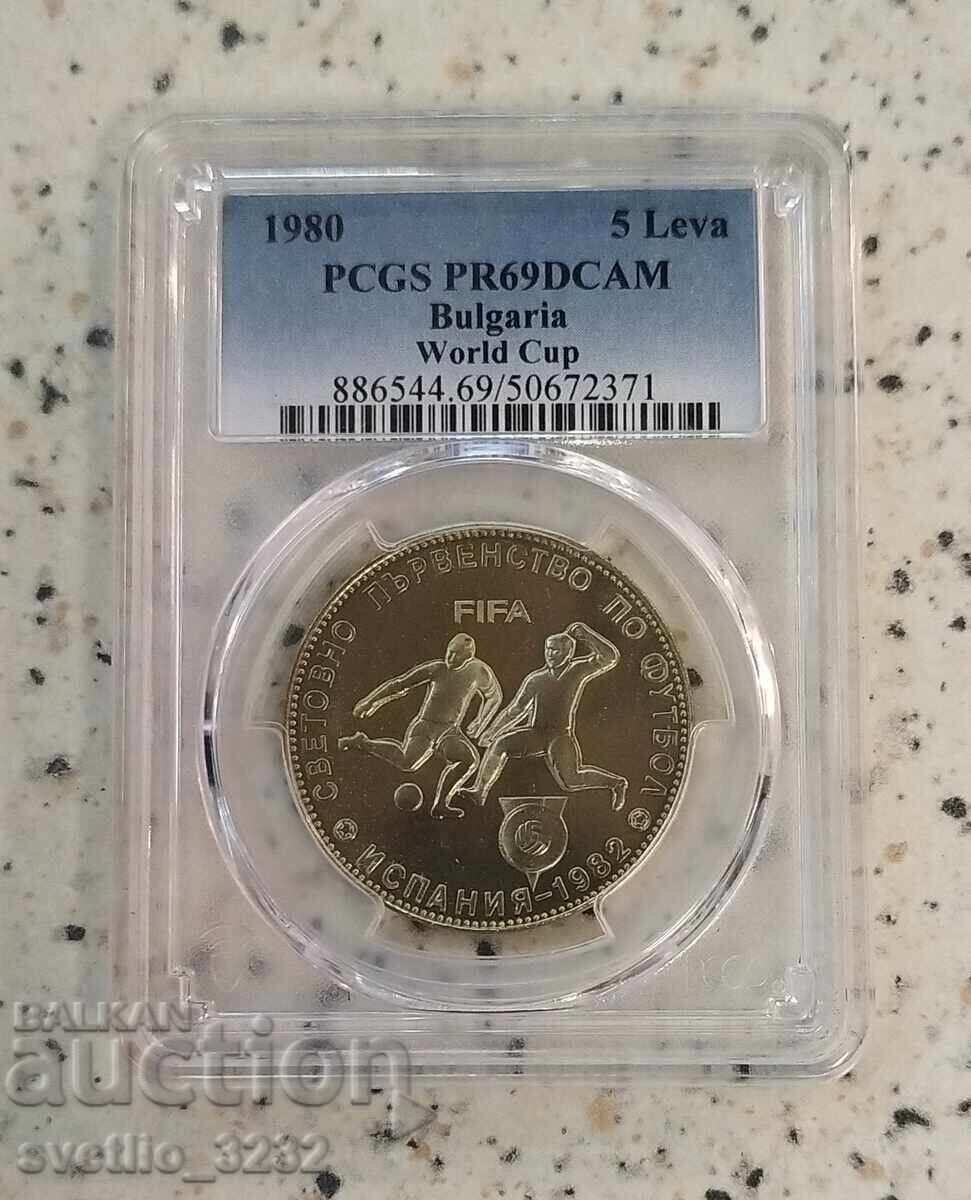 1980 5 Leva
PCGS PR69DCAM
Bulgaria
World Cup
886544.69/50672371
СВЕТОВНО ПЪРВЕНСТВО ПО ФУТБОЛ
FIFA
ИСПАНИЯ-1982
BALKAN
auction
svetlio_3232